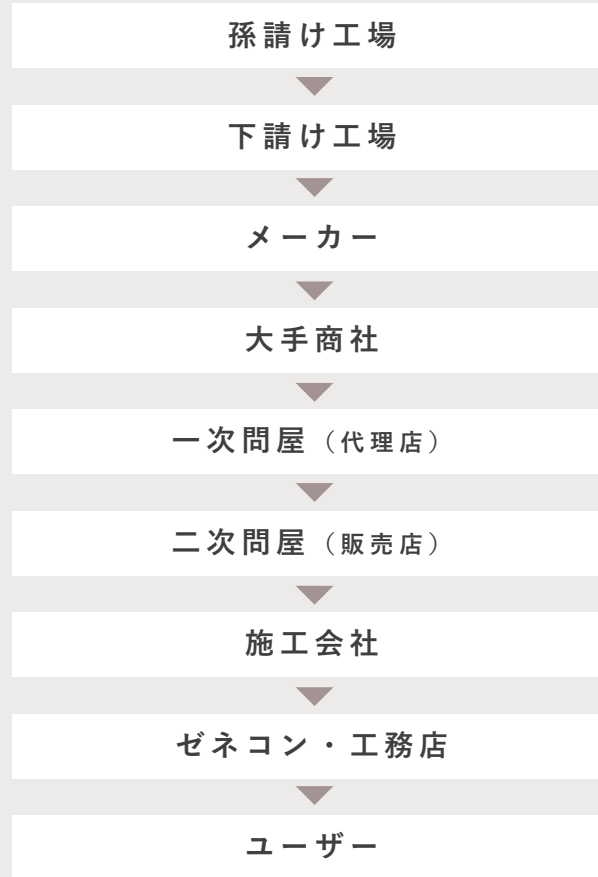 孫請け工場
下請け工場
メーカー
大手商社
一次問屋（代理店）
二次問屋（販売店）
施工会社
ゼネコン・工務店
ユーザー